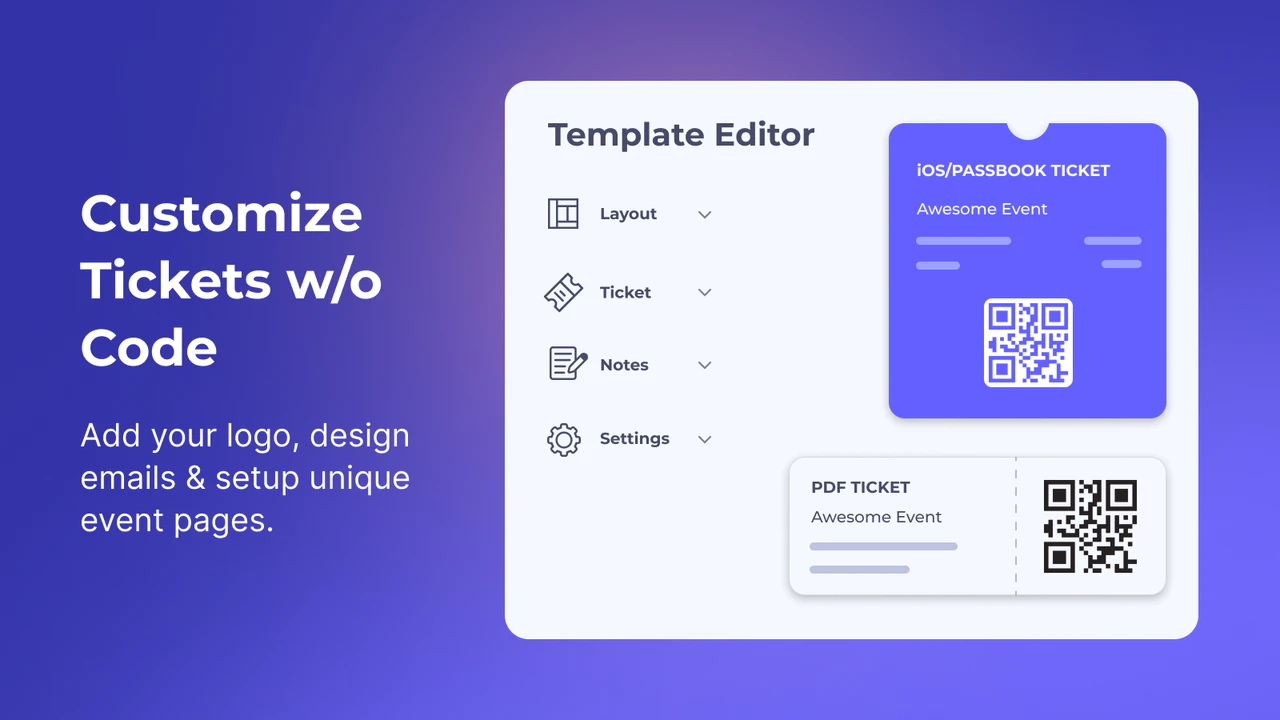 Customize
Tickets w/o
Code
Add your logo, design
emails & setup unique
event pages.
Template Editor
Layout
Ticket
Notes
Settings
iOS/PASSBOOK TICKET
Awesome Event
PDF TICKET
Awesome Event